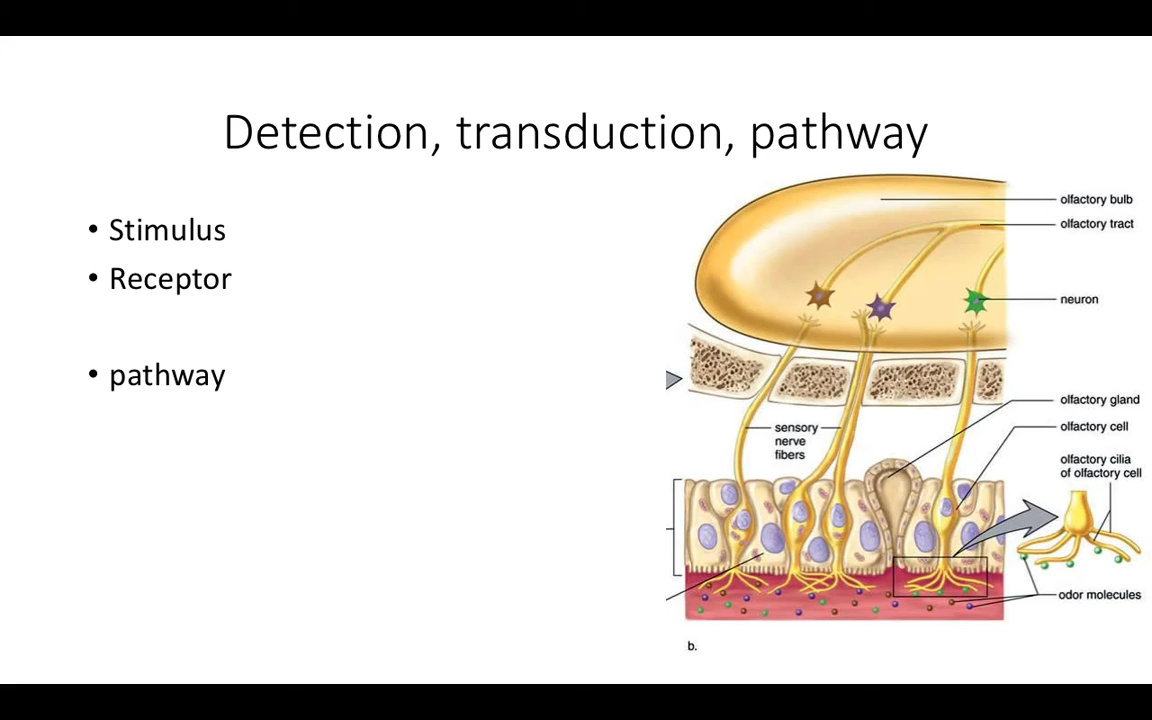 Detection, transduction, pathway
• Stimulus
• Receptor
• pathway
olfactory bulb
olfactory tract
neuron
olfactory gland
olfactory cell
olfactory cilia
of olfactory cell
sensory
nerve
fibers
odor molecules
b.